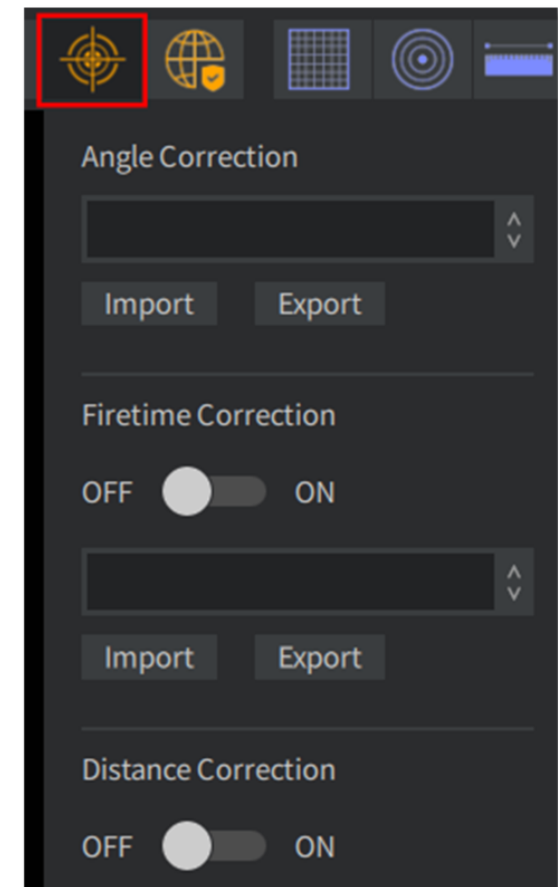 Angle Correction
Import Export
Firetime Correction
OFF ON
Import Export
Distance Correction
OFF ON